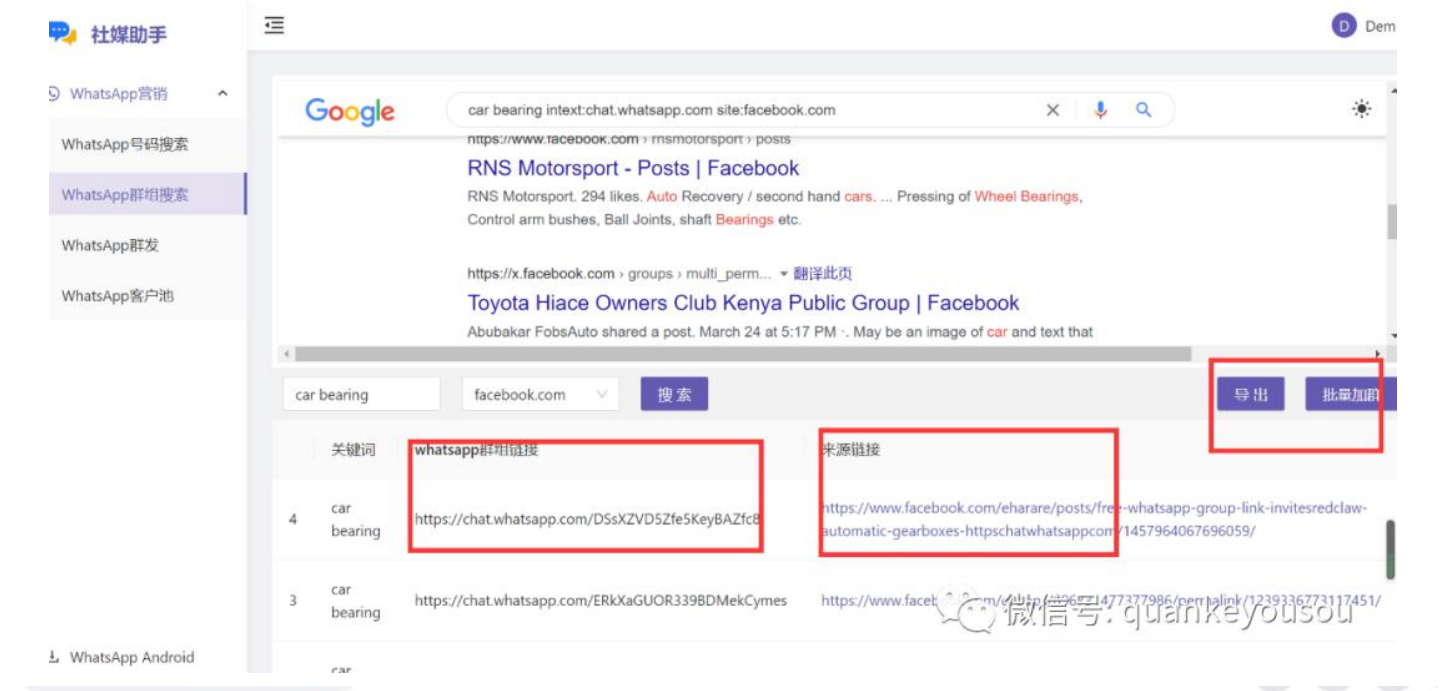 社媒助手
Dem
WhatsApp营销
Google
car bearing intext:chat.whatsapp.com site:facebook.com
WhatsApp号码搜索
https://www.facebook.com › rnsmotorsport › posts
RNS Motorsport - Posts | Facebook
WhatsApp群组搜索
RNS Motorsport. 294 likes. Auto Recovery / second hand cars. ... Pressing of Wheel Bearings,
Control arm bushes, Ball Joints, shaft Bearings etc.
WhatsApp群发
https://x.facebook.com › groups › multi_perm... 翻译此页
WhatsApp客户池
Toyota Hiace Owners Club Kenya Public Group | Facebook
Abubakar FobsAuto shared a post. March 24 at 5:17 PM ·. May be an image of car and text that
car bearing facebook.com 搜索 导出 批量加群
关键词 whatsapp群组链接 来源链接
4 car bearing https://chat.whatsapp.com/DSsXZVD5Zfe5KeyBAZfc8 https://www.facebook.com/eharare/posts/free-whatsapp-group-link-invitesredclaw-
automatic-gearboxes-httpschatwhatsappcom/1457964067696059/
3 car bearing https://chat.whatsapp.com/ERkXaGUOR339BDMekCymes
微信号: quankeyousou
WhatsApp Android
car